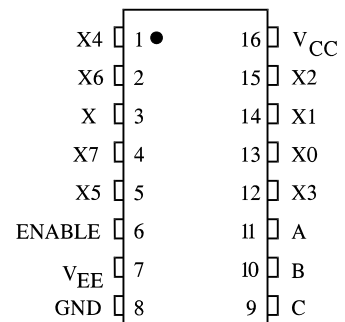 X4 1 16 VCC
X6 2 15 X2
X 3 14 X1
X7 4 13 X0
X5 5 12 X3
ENABLE 6 11 A
VEE 7 10 B
GND 8 9 C